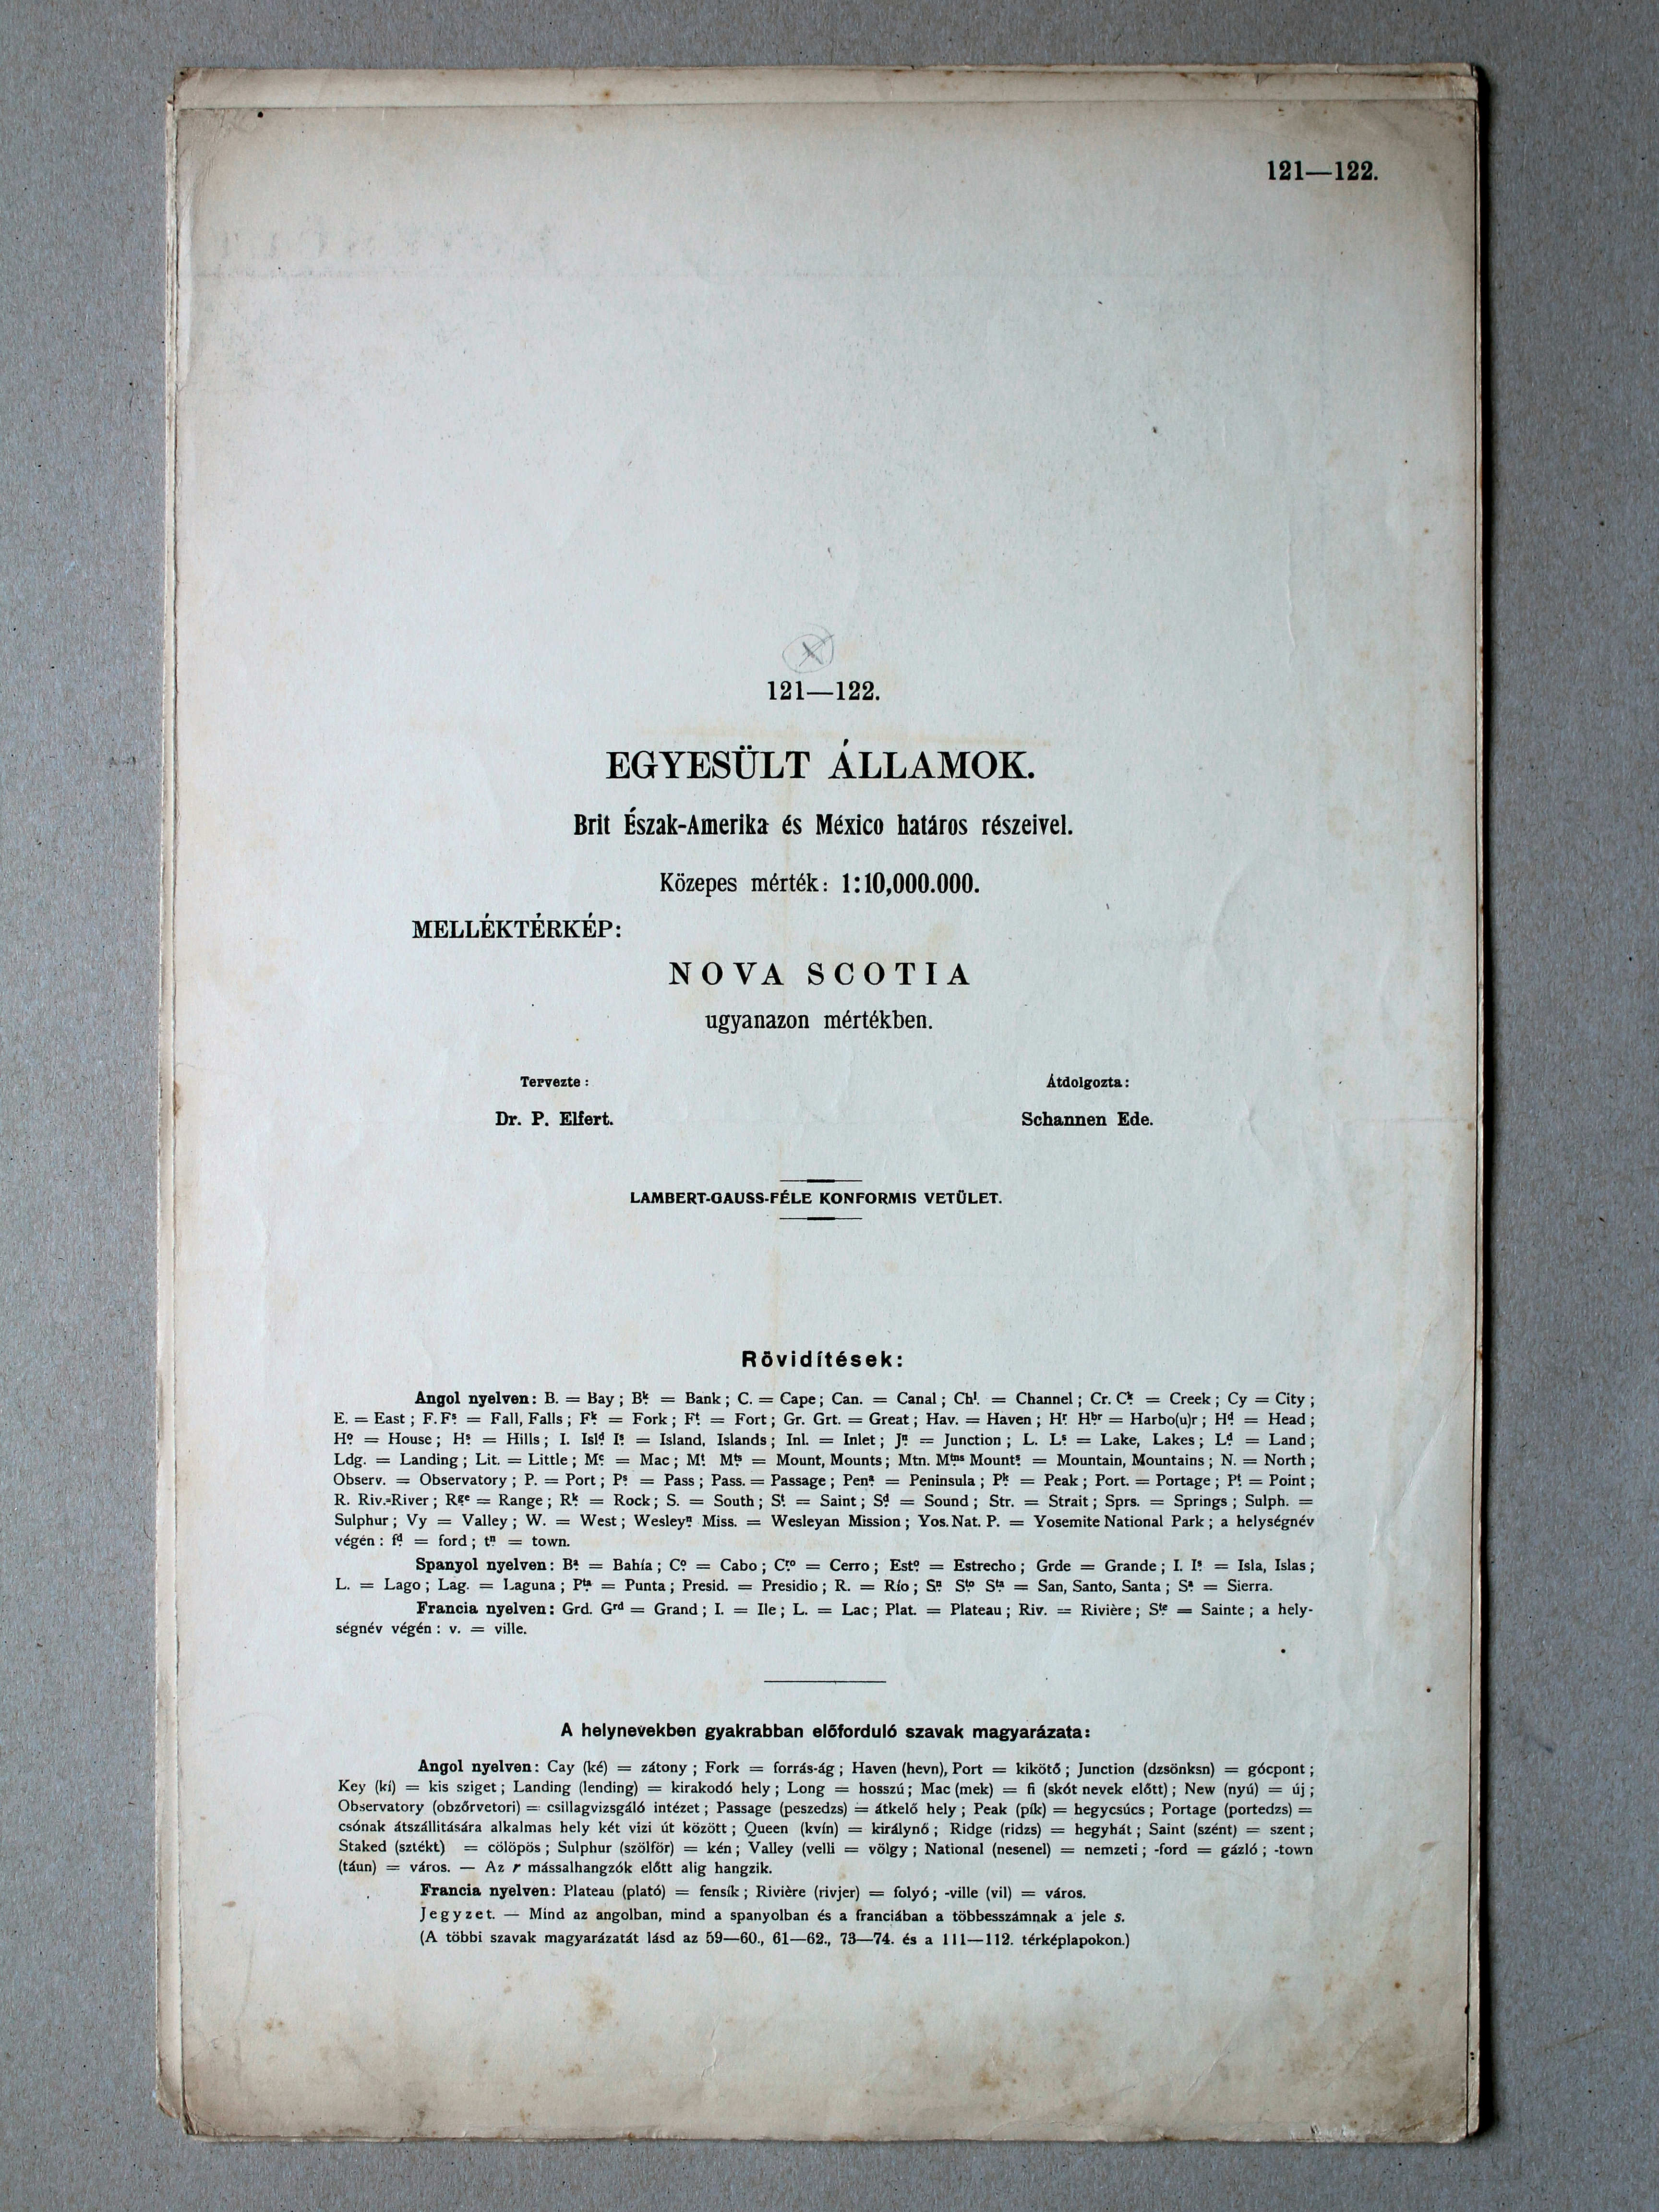 121—122.
121—122.
EGYESÜLT ÁLLAMOK.
Brit Észak-Amerika és México határos részeivel.
Közepes mérték: 1:10,000.000.
MELLÉKTÉRKÉP:
NOVA SCOTIA
ugyanazon mértékben.
Tervezte: Átdolgozta:
Dr. P. Elfert. Schannen Ede.
LAMBERT-GAUSS-FÉLE KONFORMIS VETÜLET.
Rövidítések:
Angol nyelven: B. = Bay; Bk = Bank; C. = Cape; Can. = Canal; Chl. = Channel; Cr. Ck = Creek; Cy = City;
E. = East; F. Fs = Fall, Falls; Fk = Fork; Ft = Fort; Gr. Grt. = Great; Hav. = Haven; Hr Hbr = Harbo(u)r; Hd = Head;
Ho = House; Hs = Hills; I. Isld Is = Island, Islands; Inl. = Inlet; Jn = Junction; L. Ls = Lake, Lakes; Ld = Land;
Ldg. = Landing; Lit. = Little; Mc = Mac; Mt Mts = Mount, Mounts; Mtn. Mtns Mounts = Mountain, Mountains; N. = North;
Observ. = Observatory; P. = Port; Ps = Pass; Pass. = Passage; Pena = Peninsula; Pk = Peak; Port. = Portage; Pt = Point;
R. Riv.=River; Rge = Range; Rk = Rock; S. = South; St = Saint; Sd = Sound; Str. = Strait; Sprs. = Springs; Sulph. =
Sulphur; Vy = Valley; W. = West; Wesleyn Miss. = Wesleyan Mission; Yos. Nat. P. = Yosemite National Park; a helységnév
végén: fd = ford; tn = town.
Spanyol nyelven: Ba = Bahía; Co = Cabo; Cro = Cerro; Esto = Estrecho; Grde = Grande; I. Is = Isla, Islas;
L. = Lago; Lag. = Laguna; Pta = Punta; Presid. = Presidio; R. = Río; Sn Sto Sta = San, Santo, Santa; Sa = Sierra.
Francia nyelven: Grd. Grd = Grand; I. = Ile; L. = Lac; Plat. = Plateau; Riv. = Rivière; Ste = Sainte; a hely-
ségnév végén: v. = ville.
A helynevekben gyakrabban előforduló szavak magyarázata:
Angol nyelven: Cay (ké) = zátony; Fork = forrás-ág; Haven (hevn), Port = kikötő; Junction (dzsönksn) = gócpont;
Key (kí) = kis sziget; Landing (lending) = kirakodó hely; Long = hosszú; Mac (mek) = fi (skót nevek előtt); New (nyú) = új;
Observatory (obzőrvetori) = csillagvizsgáló intézet; Passage (peszedzs) = átkelő hely; Peak (pík) = hegycsúcs; Portage (portedzs) =
csónak átszállitására alkalmas hely két vizi út között; Queen (kvín) = királynő; Ridge (ridzs) = hegyhát; Saint (szént) = szent;
Staked (sztékt) = cölöpös; Sulphur (szölför) = kén; Valley (velli = völgy; National (nesenel) = nemzeti; -ford = gázló; -town
(táun) = város. — Az r mássalhangzók előtt alig hangzik.
Francia nyelven: Plateau (plató) = fensík; Rivière (rivjer) = folyó; -ville (vil) = város.
Jegyzet. — Mind az angolban, mind a spanyolban és a franciában a többesszámnak a jele s.
(A többi szavak magyarázatát lásd az 59—60., 61—62., 73—74. és a 111—112. térképlapokon.)